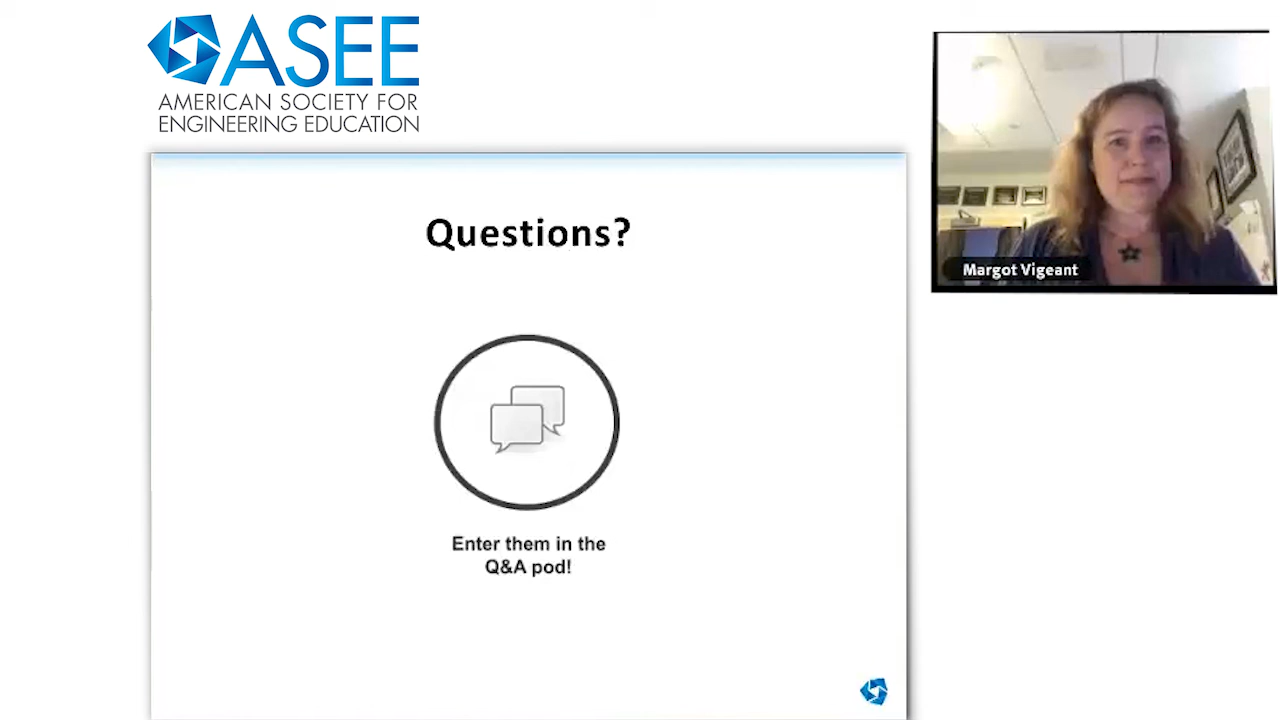 ASEE
AMERICAN SOCIETY FOR
ENGINEERING EDUCATION
Questions?
Enter them in the
Q&A pod!
Margot Vigeant